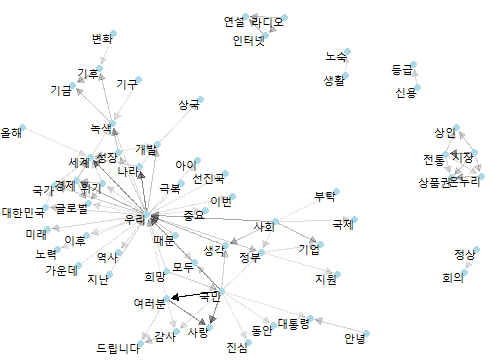 연설
라디오
인터넷
변화
기후
기금
기구
노숙
생활
등급
신용
상국
녹색
올해
세계
성장
개발
나라
상인
전통
시장
상품권
온누리
아이
선진국
극복
국가
경제
위기
대한민국
글로벌
이번
중요
우리
부탁
국제
사회
미래
이후
노력
역사
때문
생각
정부
기업
가운데
지난
희망
모두
지원
정상
회의
여러분
국민
드립니다
감사
사랑
진심
동안
대통령
안녕